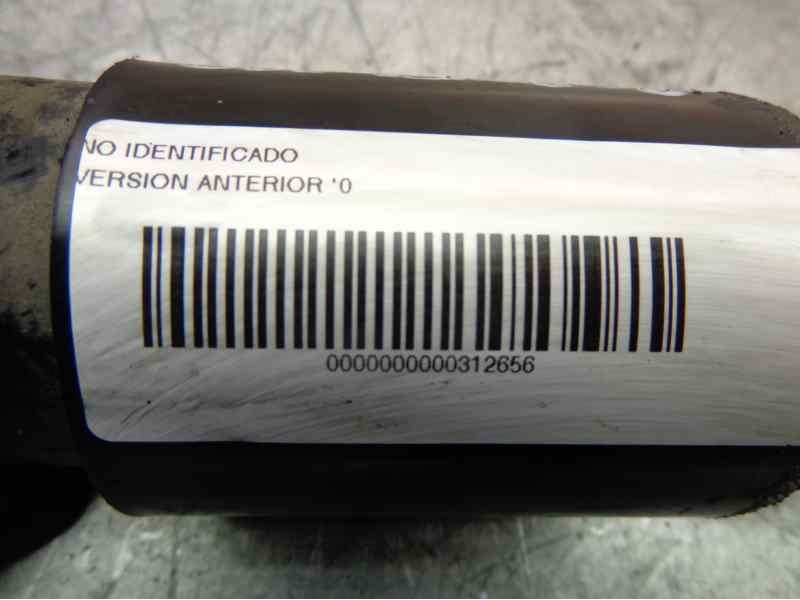 NO IDENTIFICADO
VERSION ANTERIOR '0
0000000000312656